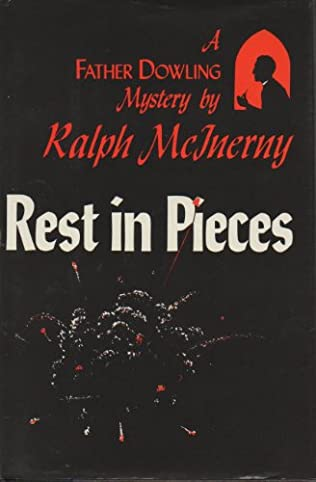 A
FATHER DOWLING
Mystery by
Ralph McInerny
Rest in Pieces